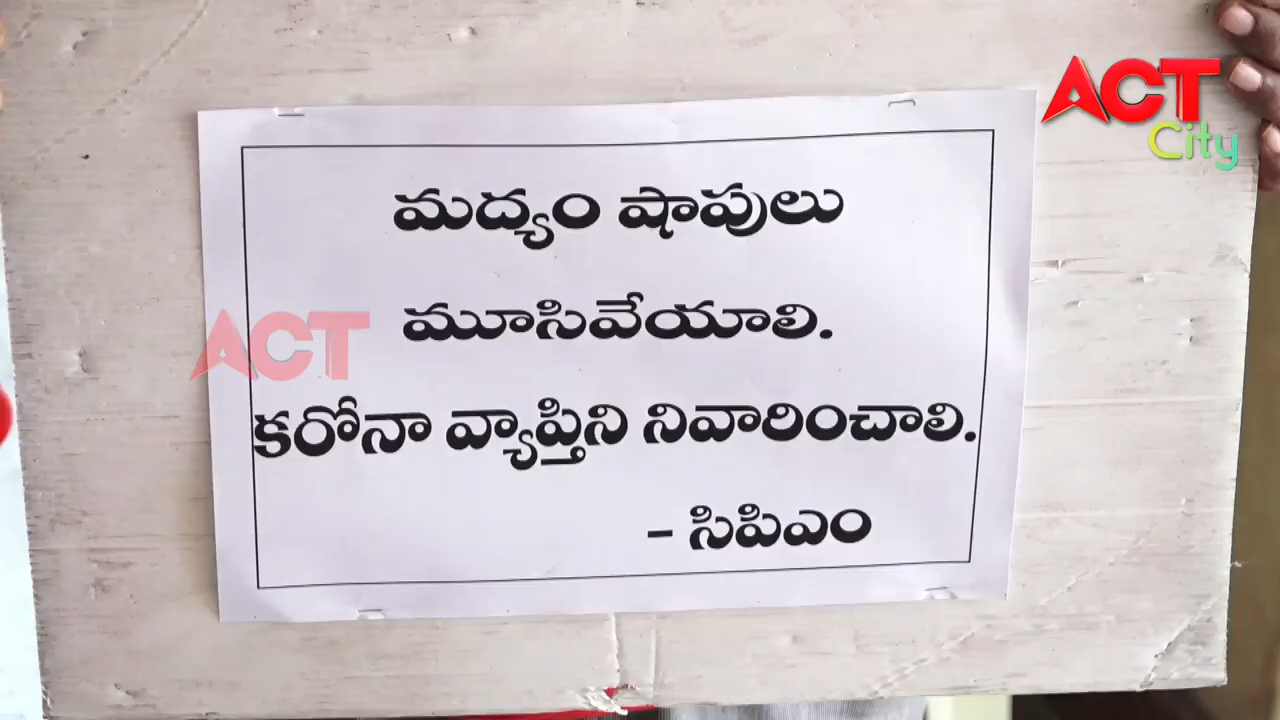 ACT
City
మద్యం షాపులు
మూసివేయాలి.
ACT
కరోనా వ్యాప్తిని నివారించాలి.
- సిపిఎం